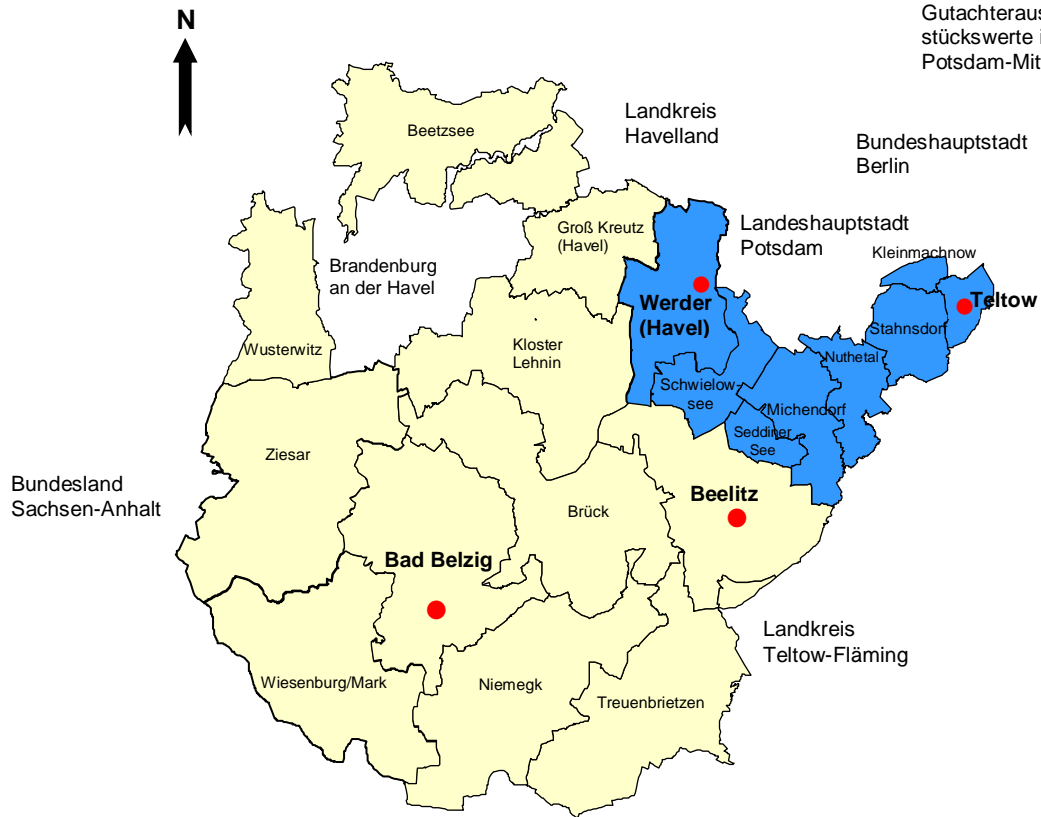 Gutachteraus
stückswerte i
Potsdam-Mit
N
Landkreis
Havelland
Beetzsee
Bundeshauptstadt
Berlin
Landeshauptstadt
Potsdam
Groß Kreutz
(Havel)
Kleinmachnow
Brandenburg
an der Havel
Werder
(Havel)
Teltow
Stahnsdorf
Wusterwitz
Kloster
Lehnin
Nuthetal
Schwielow-
see
Michendorf
Seddiner
See
Ziesar
Bundesland
Sachsen-Anhalt
Beelitz
Brück
Bad Belzig
Landkreis
Teltow-Fläming
Wiesenburg/Mark
Niemegk
Treuenbrietzen